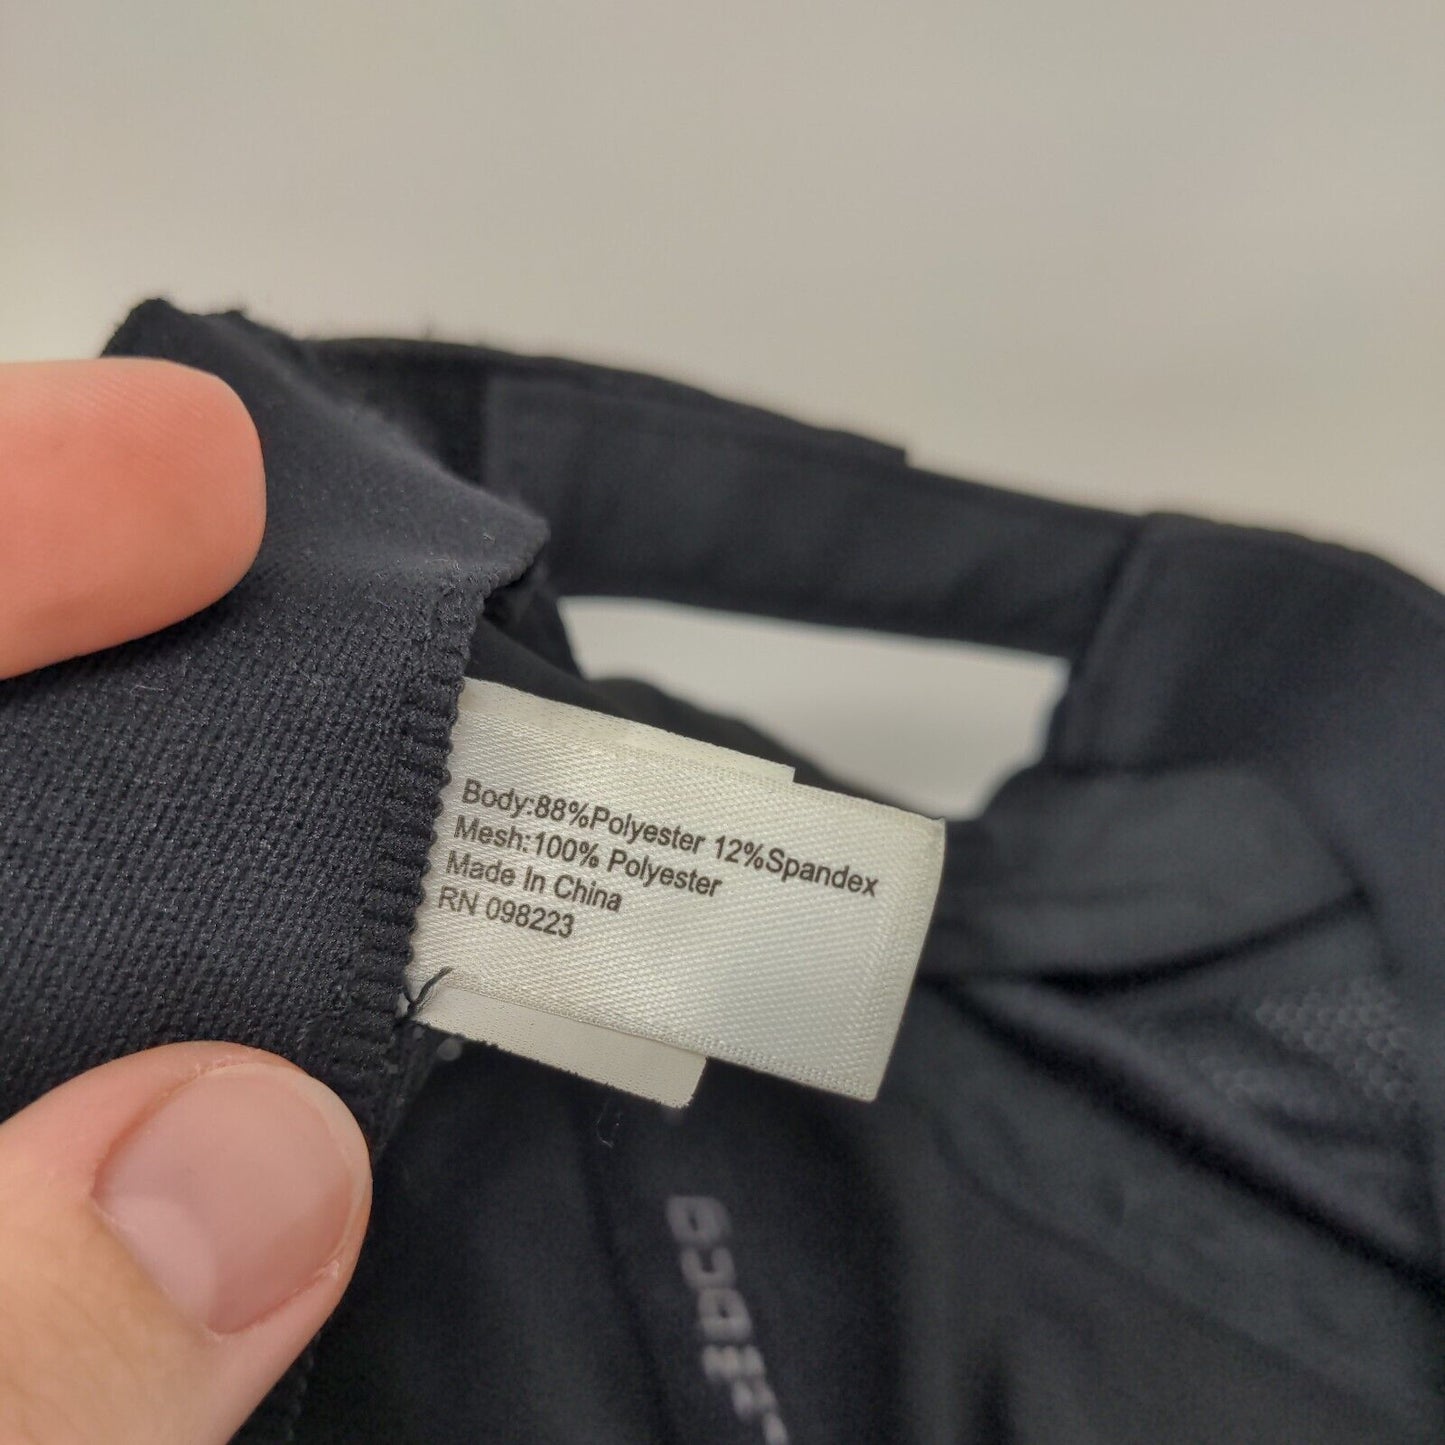 Body:88%Polyester 12%Spandex
Mesh:100% Polyester
Made In China
RN 098223